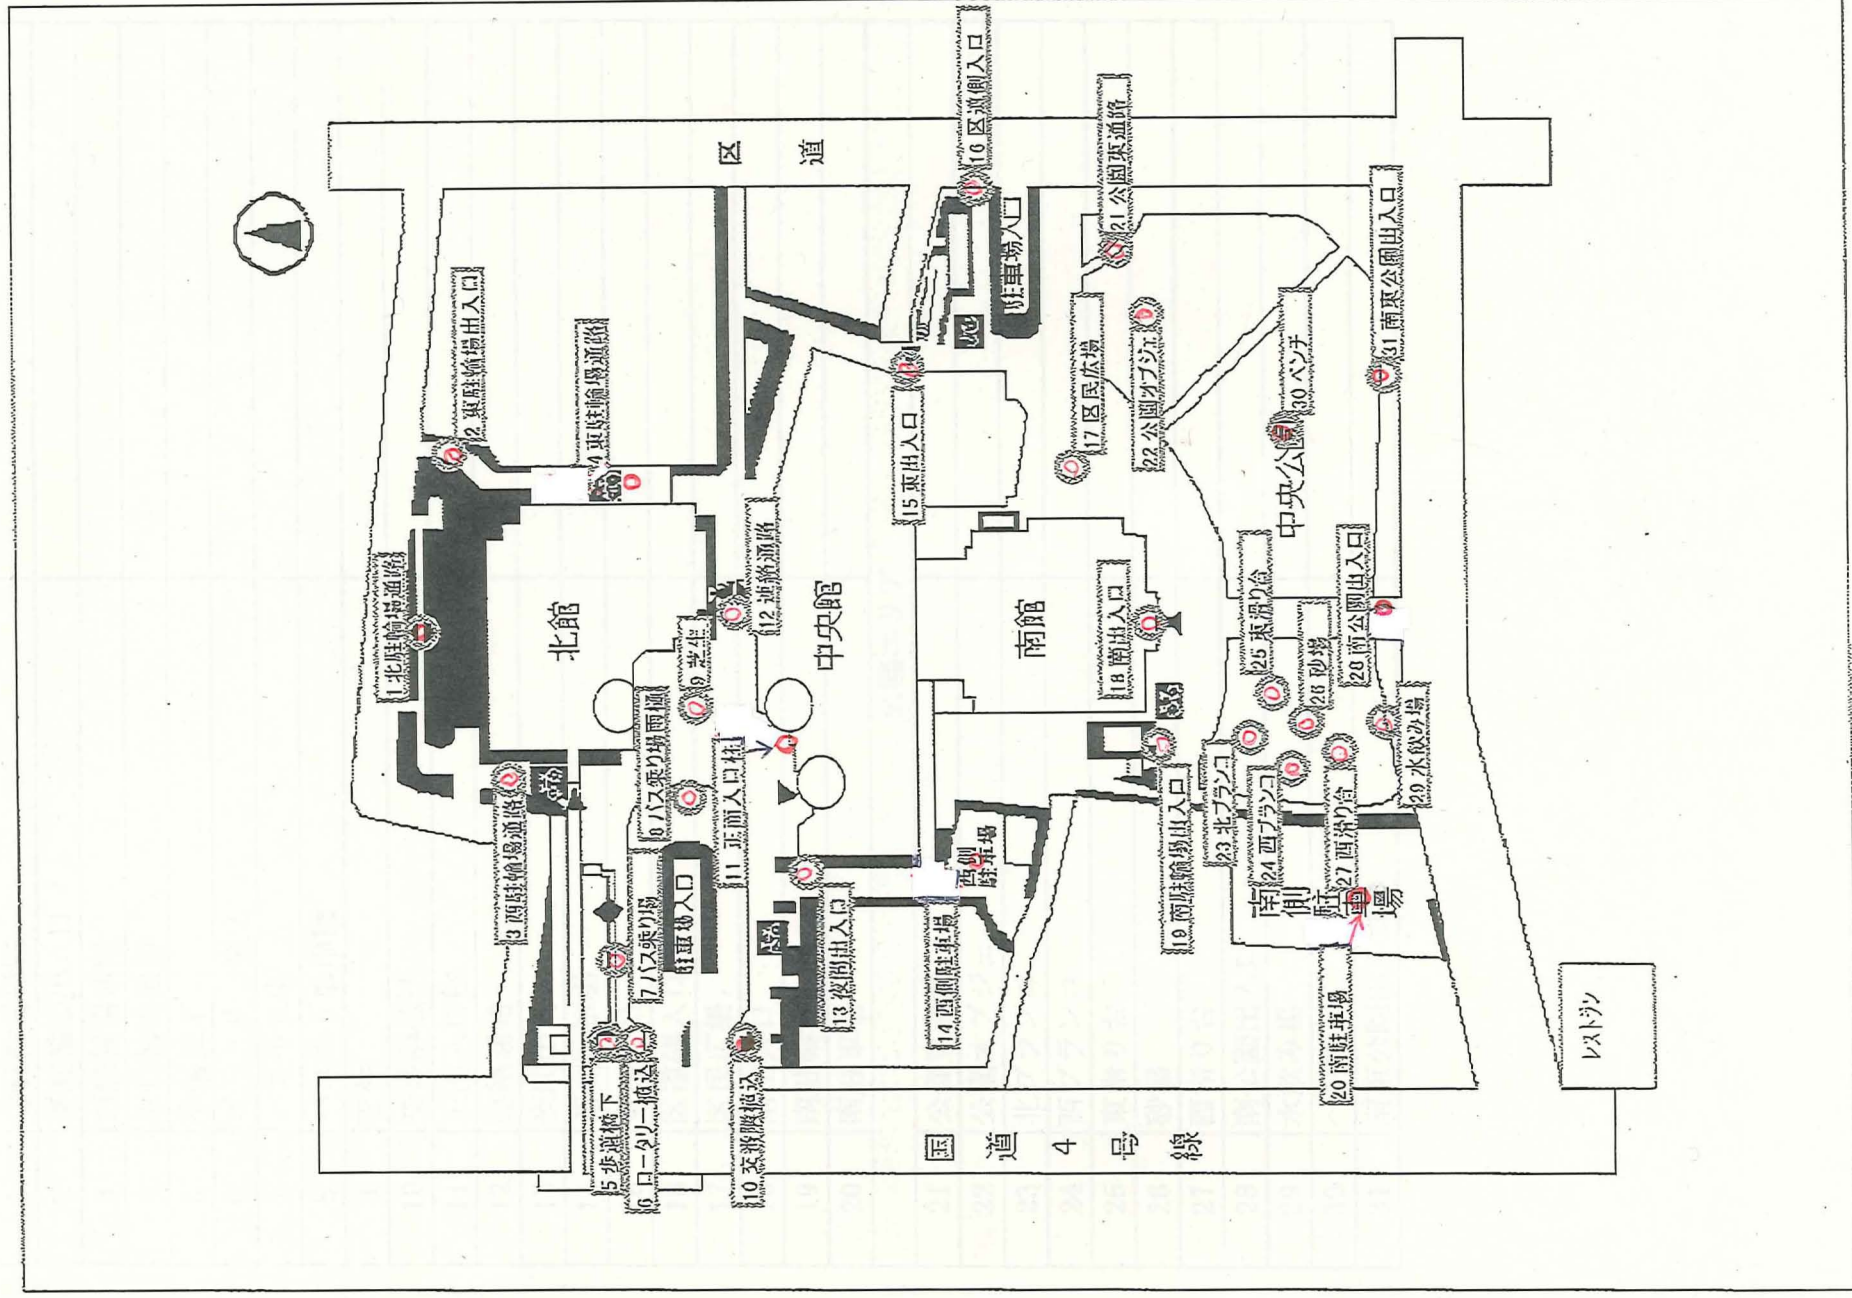 1 北駐輪場通路
2 東駐輪場出入口
3 西駐輪場通路
4 東駐輪場通路
5 歩道橋下
6 ロータリー植込
7 バス乗り場
8 バス乗り場雨樋
9 芝生
10 交番隣植込
11 正面入口柱
12 連絡通路
13 夜間出入口
14 西側駐車場
15 東出入口
16 区道側入口
17 区民広場
18 南出入口
19 南駐輪場出入口
20 南駐車場
21 公園東通路
22 公園オブジェ
23 北ブランコ
24 西ブランコ
25 東滑り台
26 砂場
27 西滑り台
28 南公園出入口
29 水飲み場
30 ベンチ
31 南東公園出入口
北館
中央館
南館
中央公園
区道
国道4号線
駐車場入口
駐車場入口
西側
駐車場
南側駐車場
レストラン